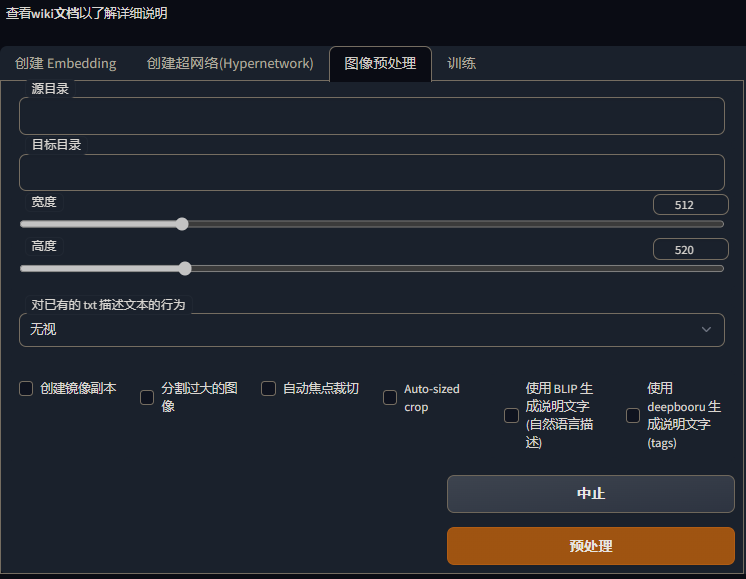 查看wiki文档以了解详细说明
创建 Embedding
创建超网络(Hypernetwork)
图像预处理
训练
源目录
目标目录
宽度
512
高度
520
对已有的 txt 描述文本的行为
无视
创建镜像副本
分割过大的图
像
自动焦点裁切
Auto-sized
crop
使用 BLIP 生
成说明文字
(自然语言描
述)
使用
deepbooru 生
成说明文字
(tags)
中止
预处理